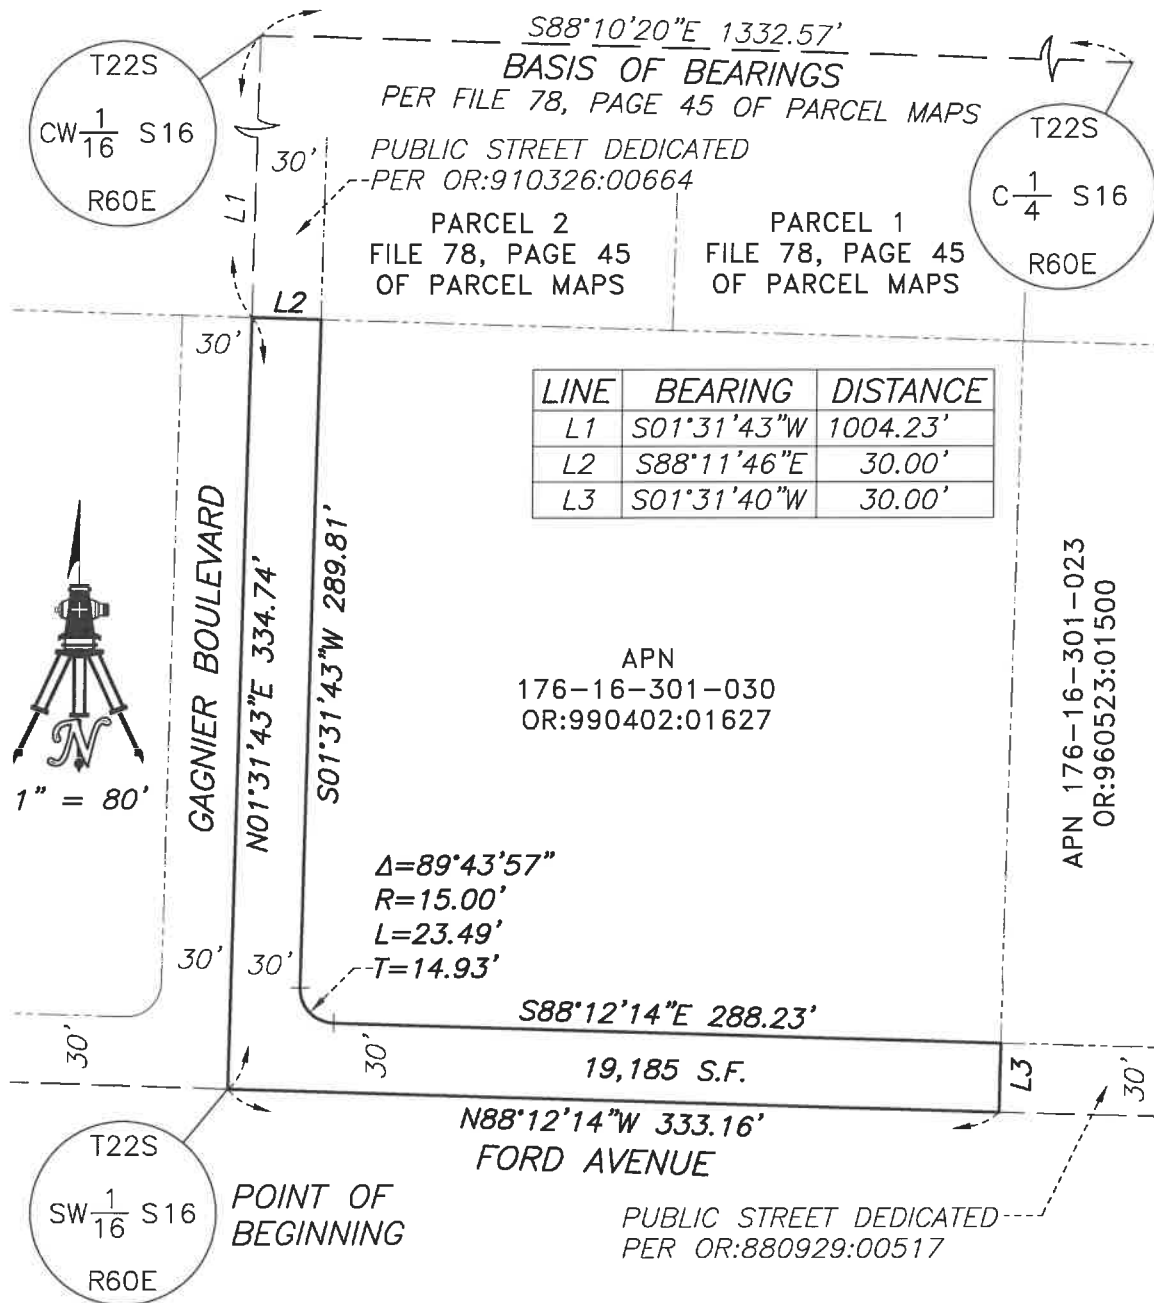 S88°10'20"E 1332.57'
BASIS OF BEARINGS
PER FILE 78, PAGE 45 OF PARCEL MAPS
T22S
CW 1/16 S16
R60E
T22S
C 1/4 S16
R60E
L1
30'
PUBLIC STREET DEDICATED
PER OR:910326:00664
PARCEL 2
FILE 78, PAGE 45
OF PARCEL MAPS
PARCEL 1
FILE 78, PAGE 45
OF PARCEL MAPS
L2
30'
LINE BEARING DISTANCE
L1 S01°31'43"W 1004.23'
L2 S88°11'46"E 30.00'
L3 S01°31'40"W 30.00'
GAGNIER BOULEVARD
N01°31'43"E 334.74'
S01°31'43"W 289.81'
N
1" = 80'
APN
176-16-301-030
OR:990402:01627
APN 176-16-301-023
OR:960523:01500
Δ=89°43'57"
R=15.00'
L=23.49'
T=14.93'
30'
30'
S88°12'14"E 288.23'
30'
30'
19,185 S.F.
L3
30'
N88°12'14"W 333.16'
FORD AVENUE
T22S
SW 1/16 S16
R60E
POINT OF
BEGINNING
PUBLIC STREET DEDICATED
PER OR:880929:00517